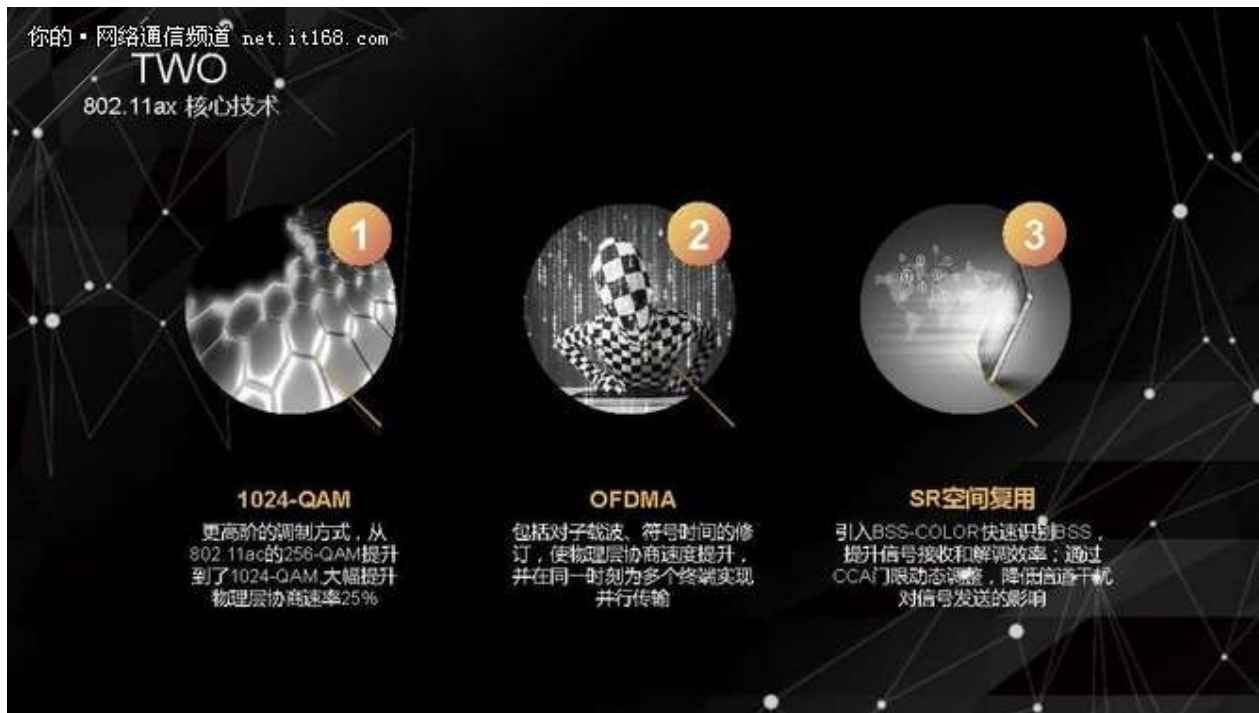 你的▪网络通信频道 net.it168.com
TWO
802.11ax 核心技术
1
2
3
1024-QAM
更高阶的调制方式，从
802.11ac的256-QAM提升
到了1024-QAM.大幅提升
物理层协商速率25%
OFDMA
包括对子载波、符号时间的修
订，使物理层协商速度提升，
并在同一时刻为多个终端实现
并行传输
SR空间复用
引入BSS-COLOR快速识别BSS，
提升信号接收和解调效率；通过
CCA门限动态调整，降低信道干扰
对信号发送的影响